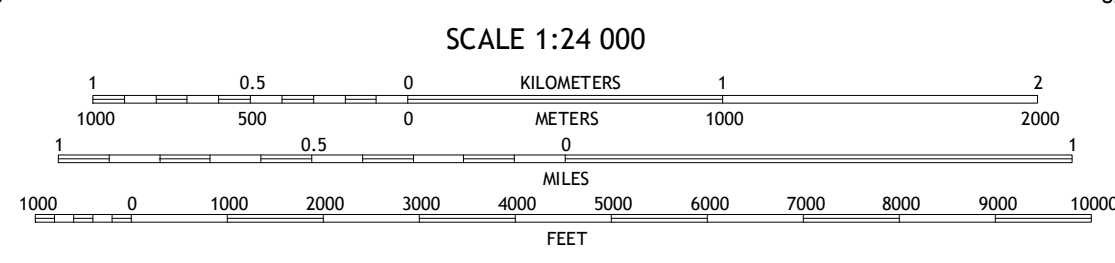 SCALE 1:24 000
1 0.5 0 KILOMETERS 1 2
1000 500 0 METERS 1000 2000
1 0.5 0 1
MILES
1000 0 1000 2000 3000 4000 5000 6000 7000 8000 9000 10000
FEET